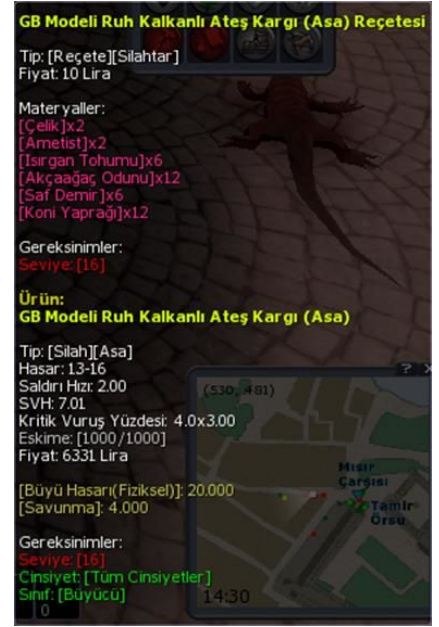 GB Modeli Ruh Kalkanlı Ateş Kargı (Asa) Reçetesi
Tip: [Reçete][Silahtar]
Fiyat: 10 Lira
Materyaller:
[Çelik]x2
[Ametist]x2
[Isırgan Tohumu]x6
[Akçaağaç Odunu]x12
[Saf Demir]x6
[Koni Yaprağı]x12
Gereksinimler:
Seviye: [16]
Ürün:
GB Modeli Ruh Kalkanlı Ateş Kargı (Asa)
Tip: [Silah][Asa]
Hasar: 13-16
Saldırı Hızı: 2.00
SVH: 7.01
Kritik Vuruş Yüzdesi: 4.0x3.00
Eskime: [1000/1000]
Fiyat: 6331 Lira
[Büyü Hasarı(Fiziksel)]: 20.000
[Savunma]: 4.000
Gereksinimler:
Seviye: [16]
Cinsiyet: [Tüm Cinsiyetler]
Sınıf: [Büyücü]
0
? X
(530, 481)
Mısır
Çarşısı
Tamir
Örsü
14:30